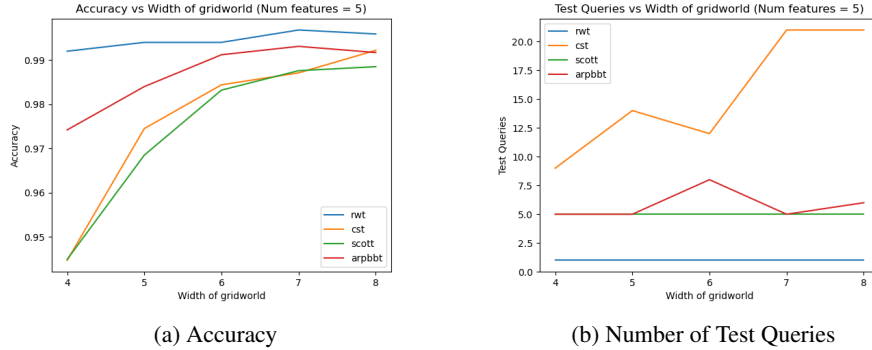 Accuracy vs Width of gridworld (Num features = 5)
Accuracy
0.99
0.98
0.97
0.96
0.95
rwt
cst
scott
arpbbt
4 5 6 7 8
Width of gridworld
(a) Accuracy
Test Queries vs Width of gridworld (Num features = 5)
Test Queries
20.0
17.5
15.0
12.5
10.0
7.5
5.0
2.5
0.0
rwt
cst
scott
arpbbt
4 5 6 7 8
Width of gridworld
(b) Number of Test Queries